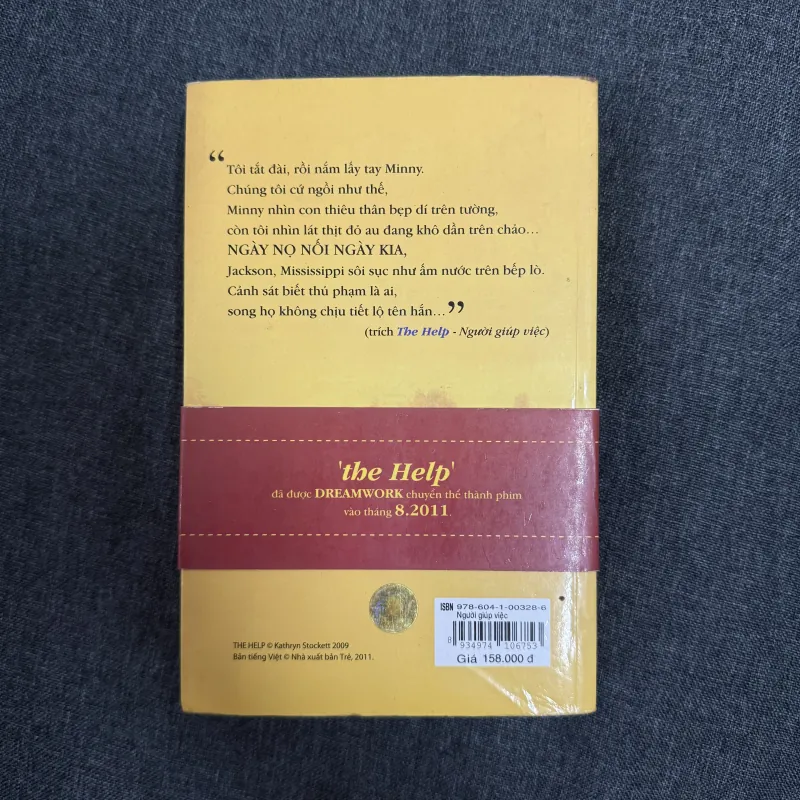 “
Tôi tắt đài, rồi nắm lấy tay Minny.
Chúng tôi cứ ngồi như thế,
Minny nhìn con thiêu thân bẹp dí trên tường,
còn tôi nhìn lát thịt đỏ au đang khô dần trên chảo...
NGÀY NỌ NỐI NGÀY KIA,
Jackson, Mississippi sôi sục như ấm nước trên bếp lò.
Cảnh sát biết thủ phạm là ai,
song họ không chịu tiết lộ tên hắn... ”
(trích The Help - Người giúp việc)
'the Help'
đã được DREAMWORK chuyển thể thành phim
vào tháng 8.2011.
ISBN 978-604-1-00328-6
Người giúp việc
8 934974 106753
Giá 158.000 đ
THE HELP © Kathryn Stockett 2009
Bản tiếng Việt © Nhà xuất bản Trẻ, 2011.